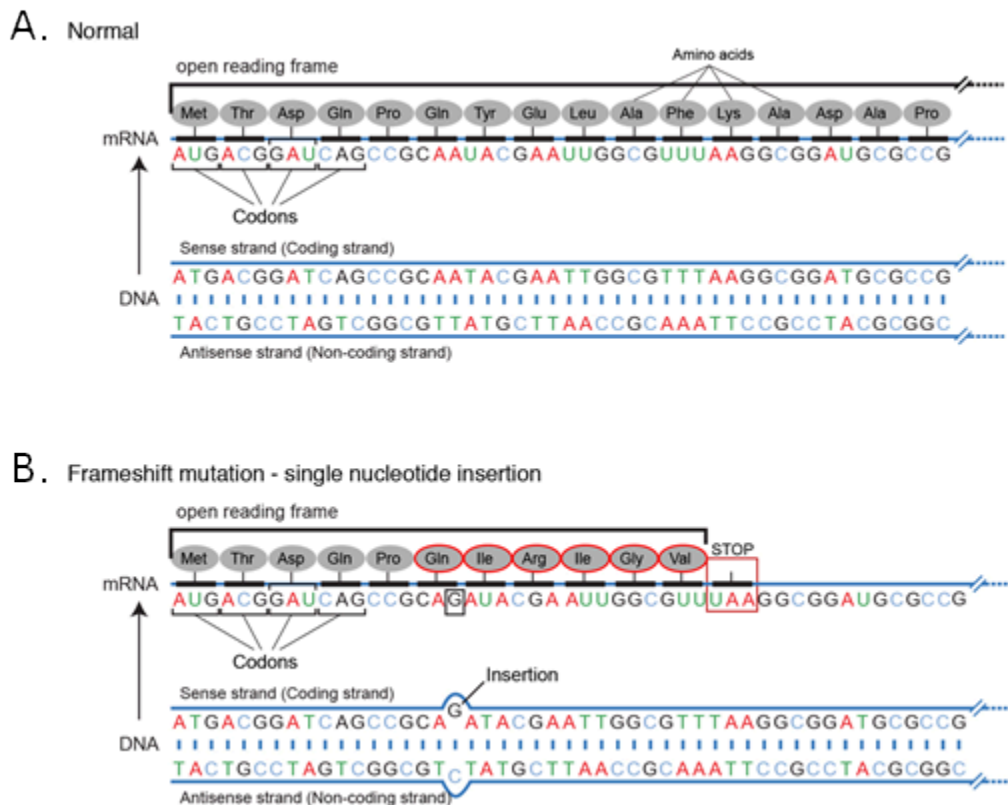 A. Normal
Amino acids
open reading frame
Met Thr Asp Gln Pro Gln Tyr Glu Leu Ala Phe Lys Ala Asp Ala Pro
mRNA
AUGACGGAUCAGCCGCAAUACGAAUUGGCGUUUAAGGCGGAUGCGCCG
Codons
Sense strand (Coding strand)
ATGACGGATCAGCCGCAATACGAATTGGCGTTTAAGGCGGATGCGCCG
DNA
TACTGCCTAGTCGGCGTTATGCTTAACCGCAAATTCCGCCTACGCGGC
Antisense strand (Non-coding strand)
B. Frameshift mutation - single nucleotide insertion
open reading frame
Met Thr Asp Gln Pro Gln Ile Arg Ile Gly Val STOP
mRNA
AUGACGGAUCAGCCGCAGAUACGAAUUGGCGUUUAAGGCGGAUGCGCCG
Codons
Insertion
Sense strand (Coding strand)
ATGACGGATCAGCCGCAGATACGAATTGGCGTTTAAGGCGGATGCGCCG
DNA
TACTGCCTAGTCGGCGTCTATGCTTAACCGCAAATTCCGCCTACGCGGC
Antisense strand (Non-coding strand)